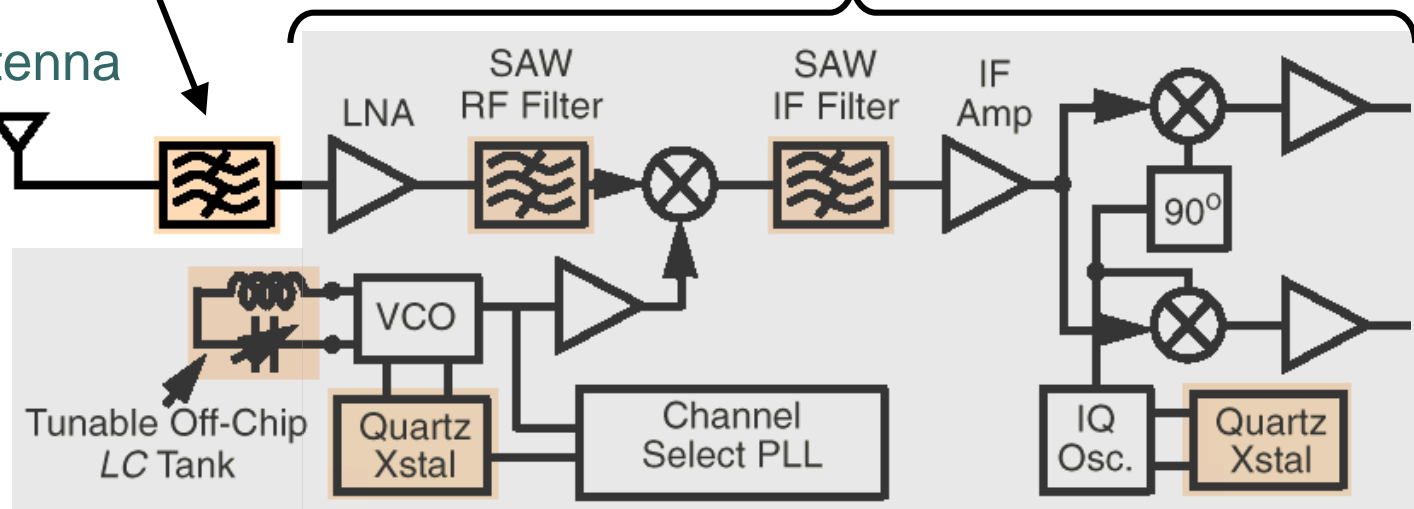 tenna
LNA
SAW
RF Filter
SAW
IF Filter
IF
Amp
90º
VCO
Tunable Off-Chip
LC Tank
Quartz
Xstal
Channel
Select PLL
IQ
Osc.
Quartz
Xstal